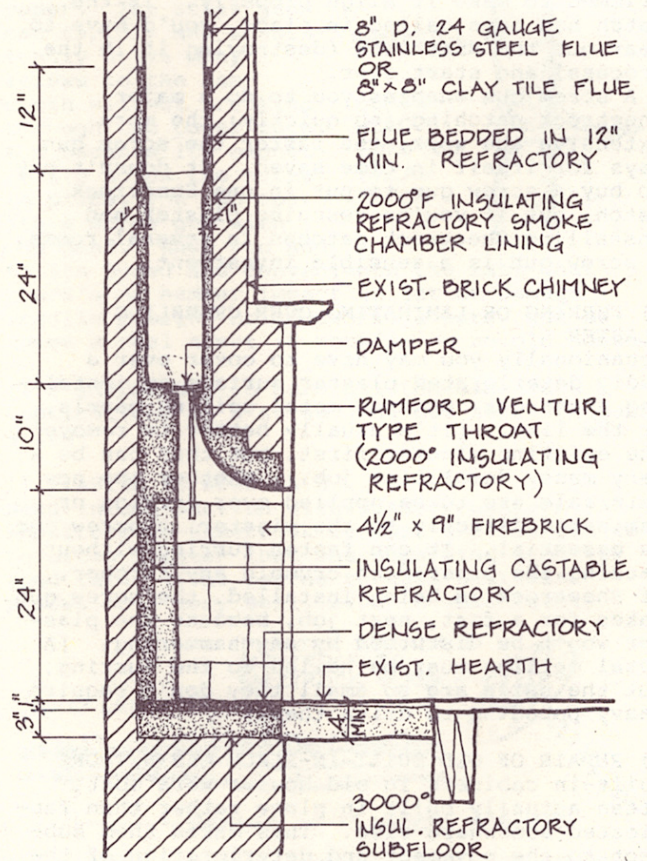 8" D; 24 GAUGE
STAINLESS STEEL FLUE
OR
8" x 8" CLAY TILE FLUE
12"
FLUE BEDDED IN 12"
MIN. REFRACTORY
2000°F INSULATING
REFRACTORY SMOKE
CHAMBER LINING
1"
1"
24"
EXIST. BRICK CHIMNEY
DAMPER
RUMFORD VENTURI
TYPE THROAT
(2000° INSULATING
REFRACTORY)
10"
4½" x 9" FIREBRICK
INSULATING CASTABLE
REFRACTORY
24"
DENSE REFRACTORY
EXIST. HEARTH
1"
3"
4"
MIN
3000°
INSUL. REFRACTORY
SUBFLOOR